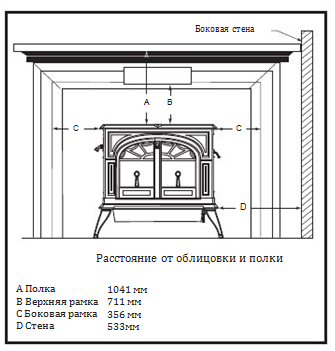 Боковая стена
A
B
C
C
D
Расстояние от облицовки и полки
A Полка 1041 мм
B Верхняя рамка 711 мм
C Боковая рамка 356 мм
D Стена 533мм